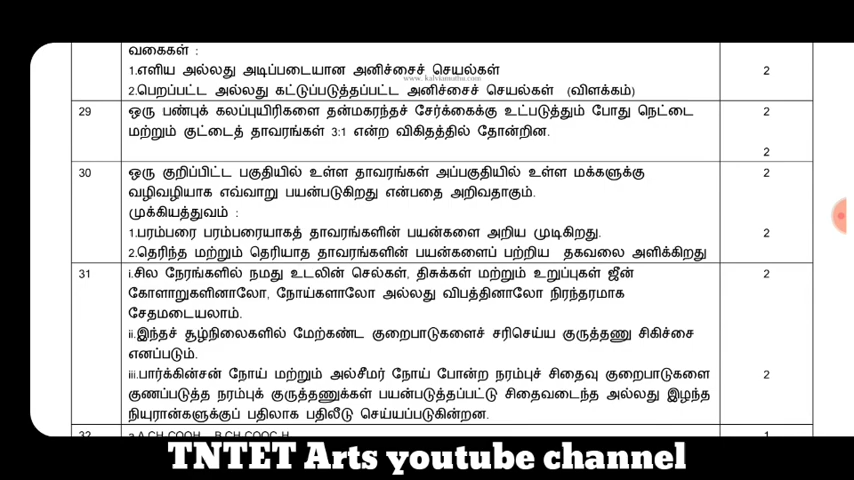 வகைகள் :
1.எளிய அல்லது அடிப்படையான அனிச்சைச் செயல்கள் 2
www. kalviamuthu.com
2.பெறப்பட்ட அல்லது கட்டுப்படுத்தப்பட்ட அனிச்சைச் செயல்கள் (விளக்கம்)
29 ஒரு பண்புக் கலப்புயிரிகளை தன்மகரந்தச் சேர்க்கைக்கு உட்படுத்தும் போது நெட்டை 2
மற்றும் குட்டைத் தாவரங்கள் 3:1 என்ற விகிதத்தில் தோன்றின.
2
30 ஒரு குறிப்பிட்ட பகுதியில் உள்ள தாவரங்கள் அப்பகுதியில் உள்ள மக்களுக்கு 2
வழிவழியாக எவ்வாறு பயன்படுகிறது என்பதை அறிவதாகும்.
முக்கியத்துவம் :
1.பரம்பரை பரம்பரையாகத் தாவரங்களின் பயன்களை அறிய முடிகிறது. 2
2.தெரிந்த மற்றும் தெரியாத தாவரங்களின் பயன்களைப் பற்றிய தகவலை அளிக்கிறது
31 i.சில நேரங்களில் நமது உடலின் செல்கள், திசுக்கள் மற்றும் உறுப்புகள் ஜீன் 2
கோளாறுகளினாலோ, நோய்களாலோ அல்லது விபத்தினாலோ நிரந்தரமாக
சேதமடையலாம்.
ii.இந்தச் சூழ்நிலைகளில் மேற்கண்ட குறைபாடுகளைச் சரிசெய்ய குருத்தணு சிகிச்சை
எனப்படும்.
iii.பார்க்கின்சன் நோய் மற்றும் அல்சீமர் நோய் போன்ற நரம்புச் சிதைவு குறைபாடுகளை 2
குணப்படுத்த நரம்புக் குருத்தணுக்கள் பயன்படுத்தப்பட்டு சிதைவடைந்த அல்லது இழந்த
நியுரான்களுக்குப் பதிலாக பதிலீடு செய்யப்படுகின்றன.
32 1
TNTET Arts youtube channel